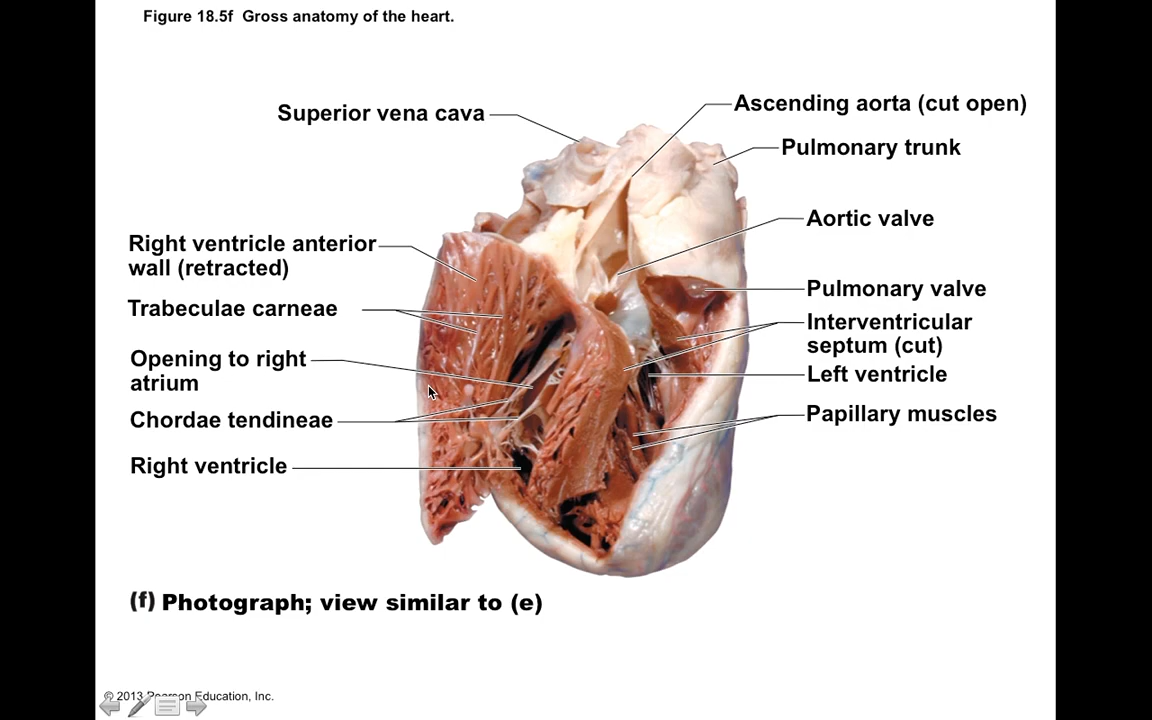 Figure 18.5f  Gross anatomy of the heart.
Superior vena cava
Ascending aorta (cut open)
Pulmonary trunk
Aortic valve
Right ventricle anterior
wall (retracted)
Trabeculae carneae
Opening to right
atrium
Chordae tendineae
Right ventricle
Pulmonary valve
Interventricular
septum (cut)
Left ventricle
Papillary muscles
(f) Photograph; view similar to (e)
© 2013 Pearson Education, Inc.